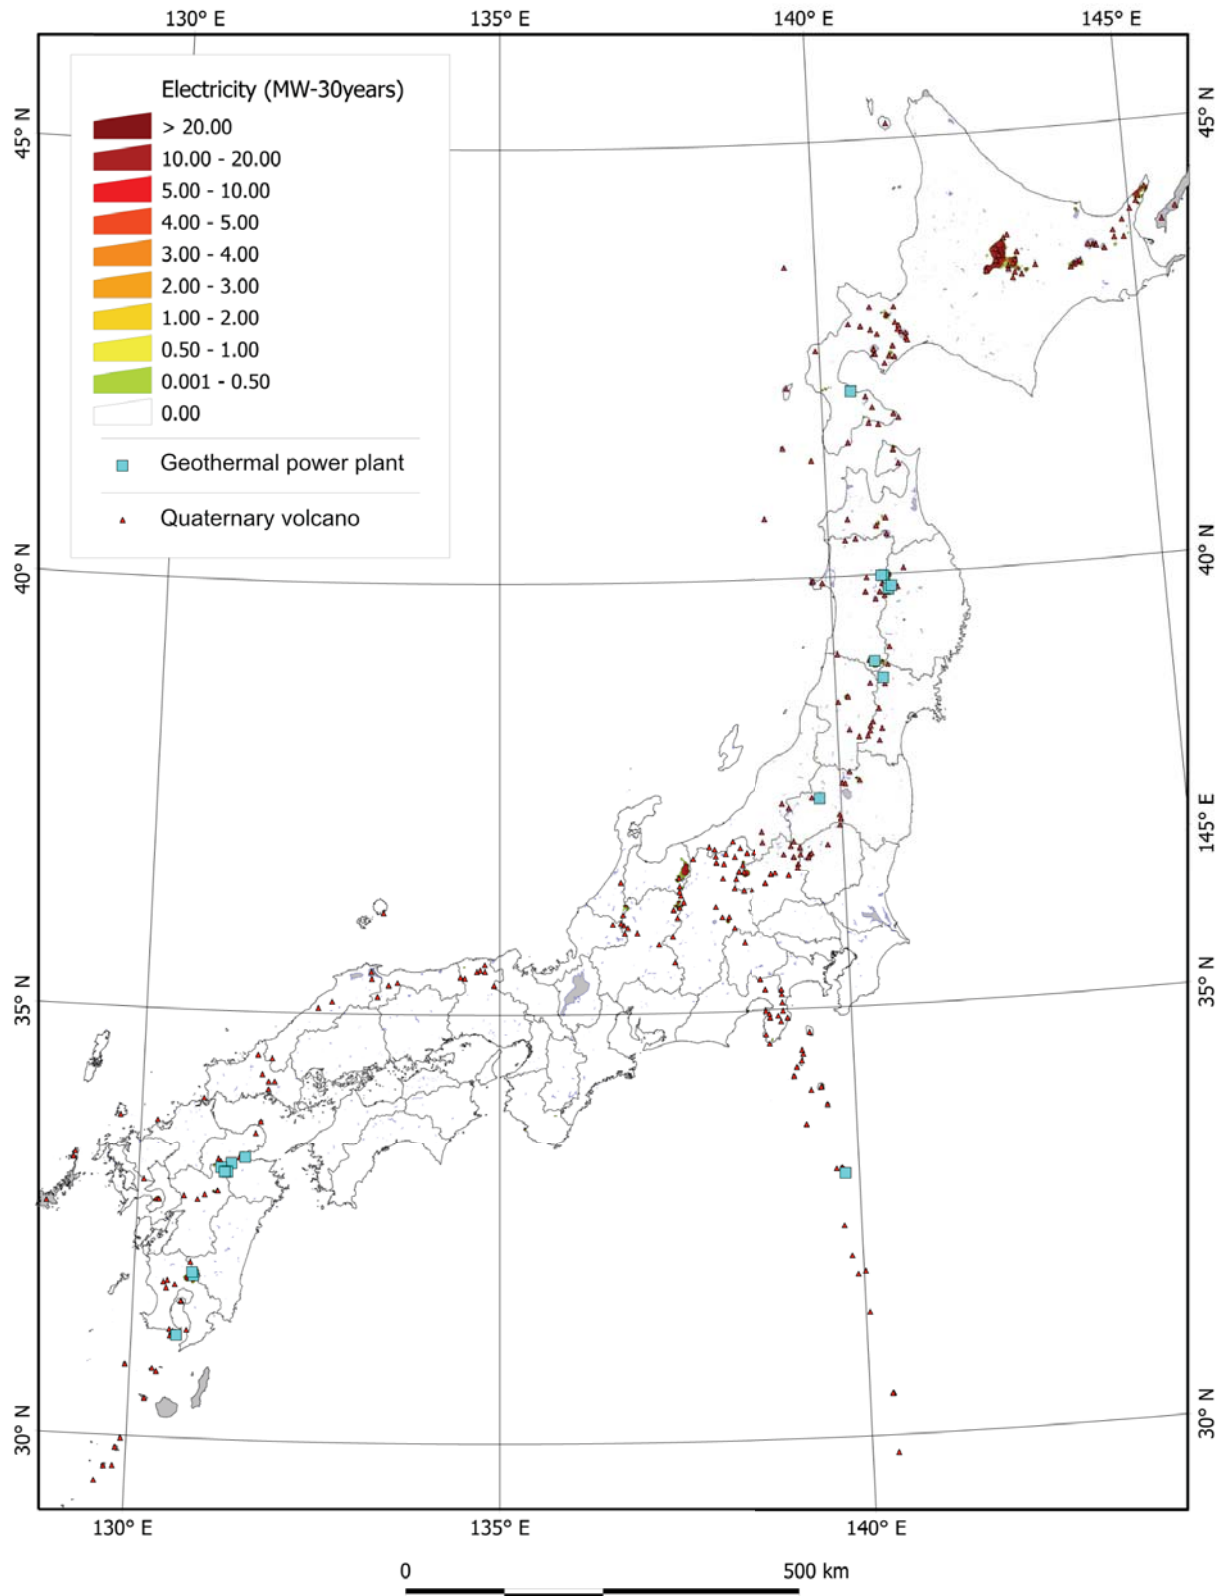 130° E 135° E 140° E 145° E
Electricity (MW-30years)
> 20.00
10.00 - 20.00
5.00 - 10.00
4.00 - 5.00
3.00 - 4.00
2.00 - 3.00
1.00 - 2.00
0.50 - 1.00
0.001 - 0.50
0.00
Geothermal power plant
Quaternary volcano
45° N
45° N
40° N
40° N
145° E
35° N
35° N
30° N
30° N
130° E 135° E 140° E
0 500 km